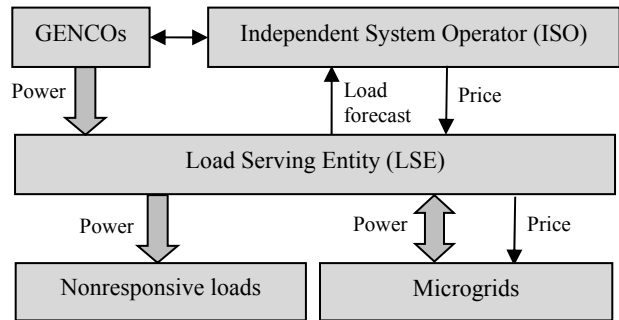 GENCOs
Independent System Operator (ISO)
Power
Load
forecast
Price
Load Serving Entity (LSE)
Power
Power
Price
Nonresponsive loads
Microgrids